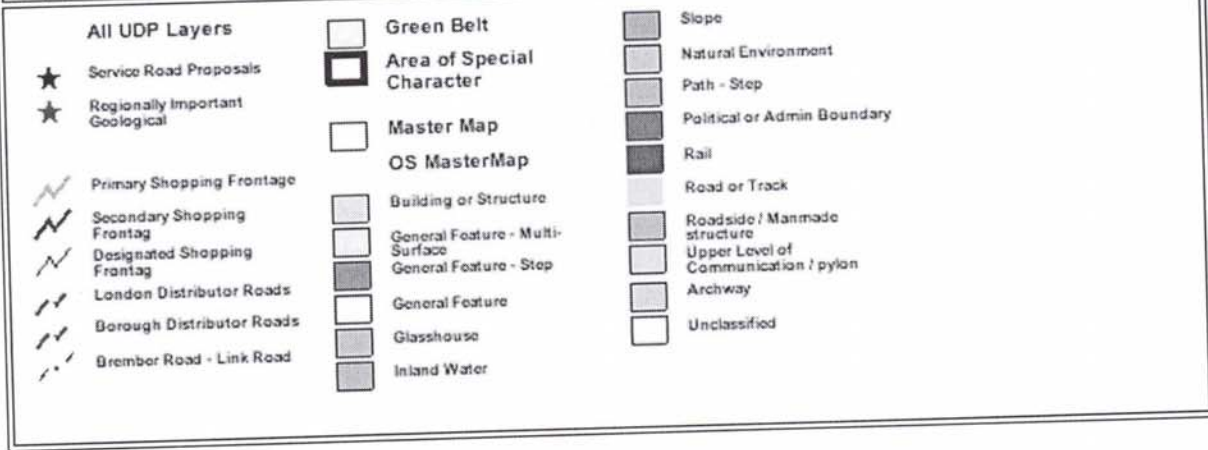 All UDP Layers
Service Road Proposals
Regionally Important
Geological
Primary Shopping Frontage
Secondary Shopping
Frontag
Designated Shopping
Frontag
London Distributor Roads
Borough Distributor Roads
Brember Road - Link Road
Green Belt
Area of Special
Character
Master Map
OS MasterMap
Building or Structure
General Feature - Multi-
Surface
General Feature - Step
General Feature
Glasshouse
Inland Water
Slope
Natural Environment
Path - Step
Political or Admin Boundary
Rail
Road or Track
Roadside / Manmade
structure
Upper Level of
Communication / pylon
Archway
Unclassified